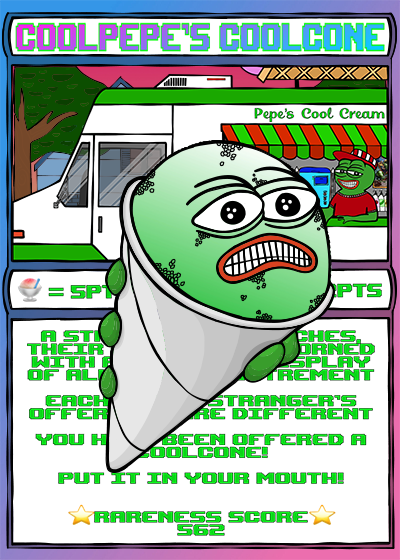 COOLPEPE'S COOLCONE
Pepe's Cool Cream
= 5PT PTS
A ST CHES,
THEIR ORNED
WITH SPLAY
OF AL TREMENT
EACH STRANGER'S
OFFER RE DIFFERENT
YOU H BEEN OFFERED A
COOLCONE!
PUT IT IN YOUR MOUTH!
RARENESS SCORE
562